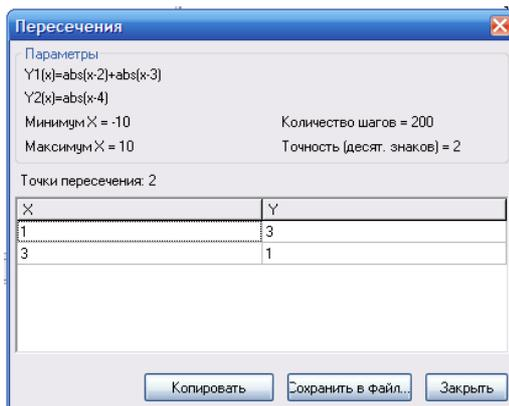 Пересечения
Параметры
Y1(x)=abs(x-2)+abs(x-3)
Y2(x)=abs(x-4)
Минимум X = -10 Количество шагов = 200
Максимум X = 10 Точность (десят. знаков) = 2
Точки пересечения: 2
X Y
1 3
3 1
Копировать Сохранить в файл... Закрыть